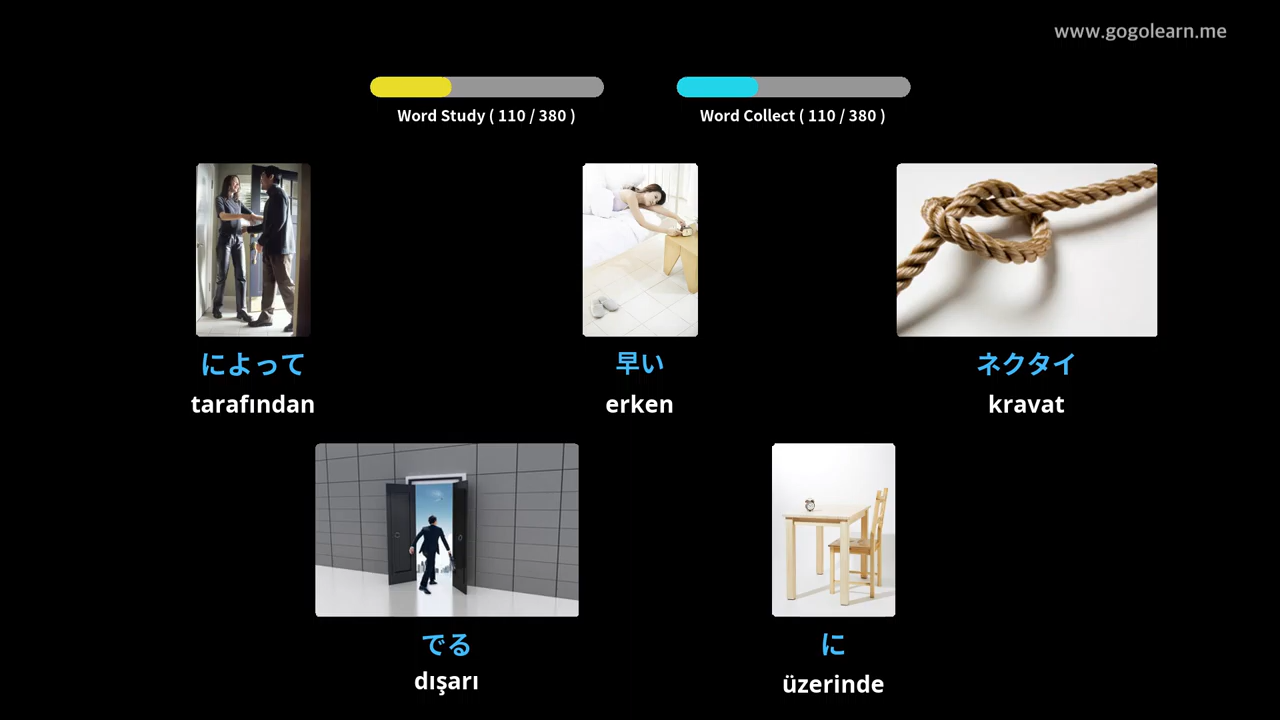 www.gogolearn.me
Word Study ( 110 / 380 )
Word Collect ( 110 / 380 )
によって
tarafından
早い
erken
ネクタイ
kravat
でる
dışarı
に
üzerinde